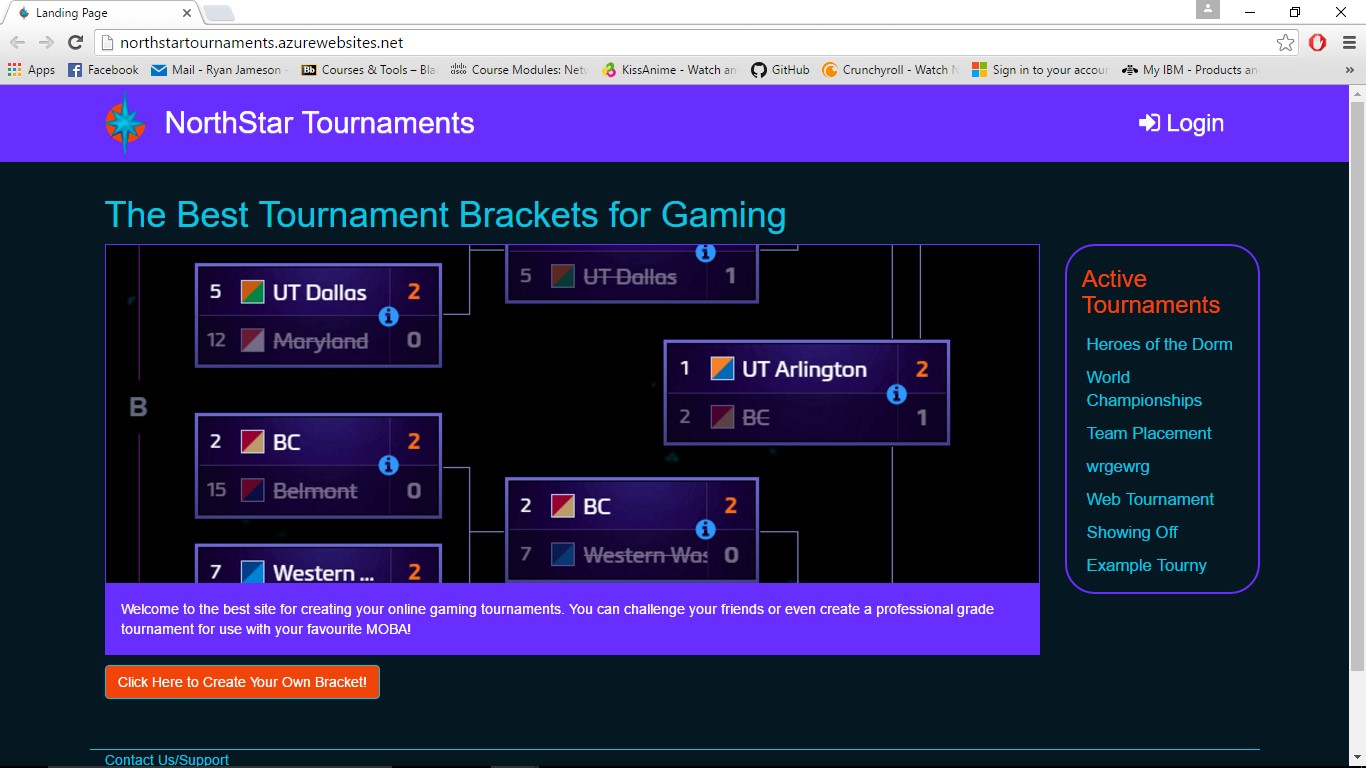 Landing Page
northstartournaments.azurewebsites.net
Apps Facebook Mail - Ryan Jameson - Bb Courses & Tools – Bla cisco Course Modules: Netw KissAnime - Watch an GitHub Crunchyroll - Watch N Sign in to your accour My IBM - Products an »
NorthStar Tournaments
Login
The Best Tournament Brackets for Gaming
5 UT Dallas 2
12 Maryland 0
B
2 BC 2
15 Belmont 0
7 Western ... 2
5 UT Dallas 1
2 BC 2
7 Western Was 0
1 UT Arlington 2
2 BC 1
Welcome to the best site for creating your online gaming tournaments. You can challenge your friends or even create a professional grade
tournament for use with your favourite MOBA!
Click Here to Create Your Own Bracket!
Active
Tournaments
Heroes of the Dorm
World
Championships
Team Placement
wrgewrg
Web Tournament
Showing Off
Example Tourny
Contact Us/Support